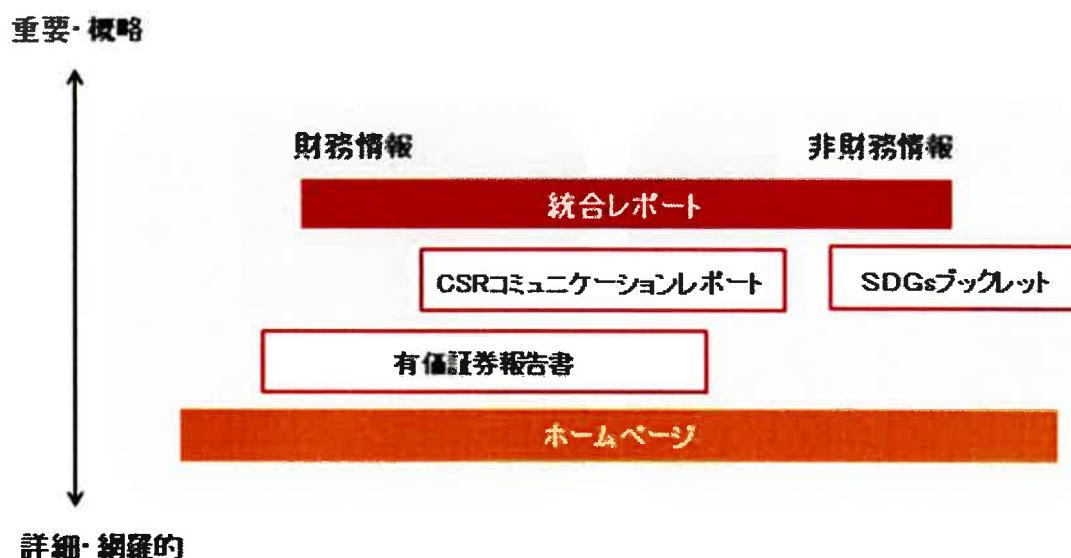 重要・概略
財務情報
非財務情報
統合レポート
CSRコミュニケーションレポート
SDGsブックレット
有価証券報告書
ホームページ
詳細・網羅的